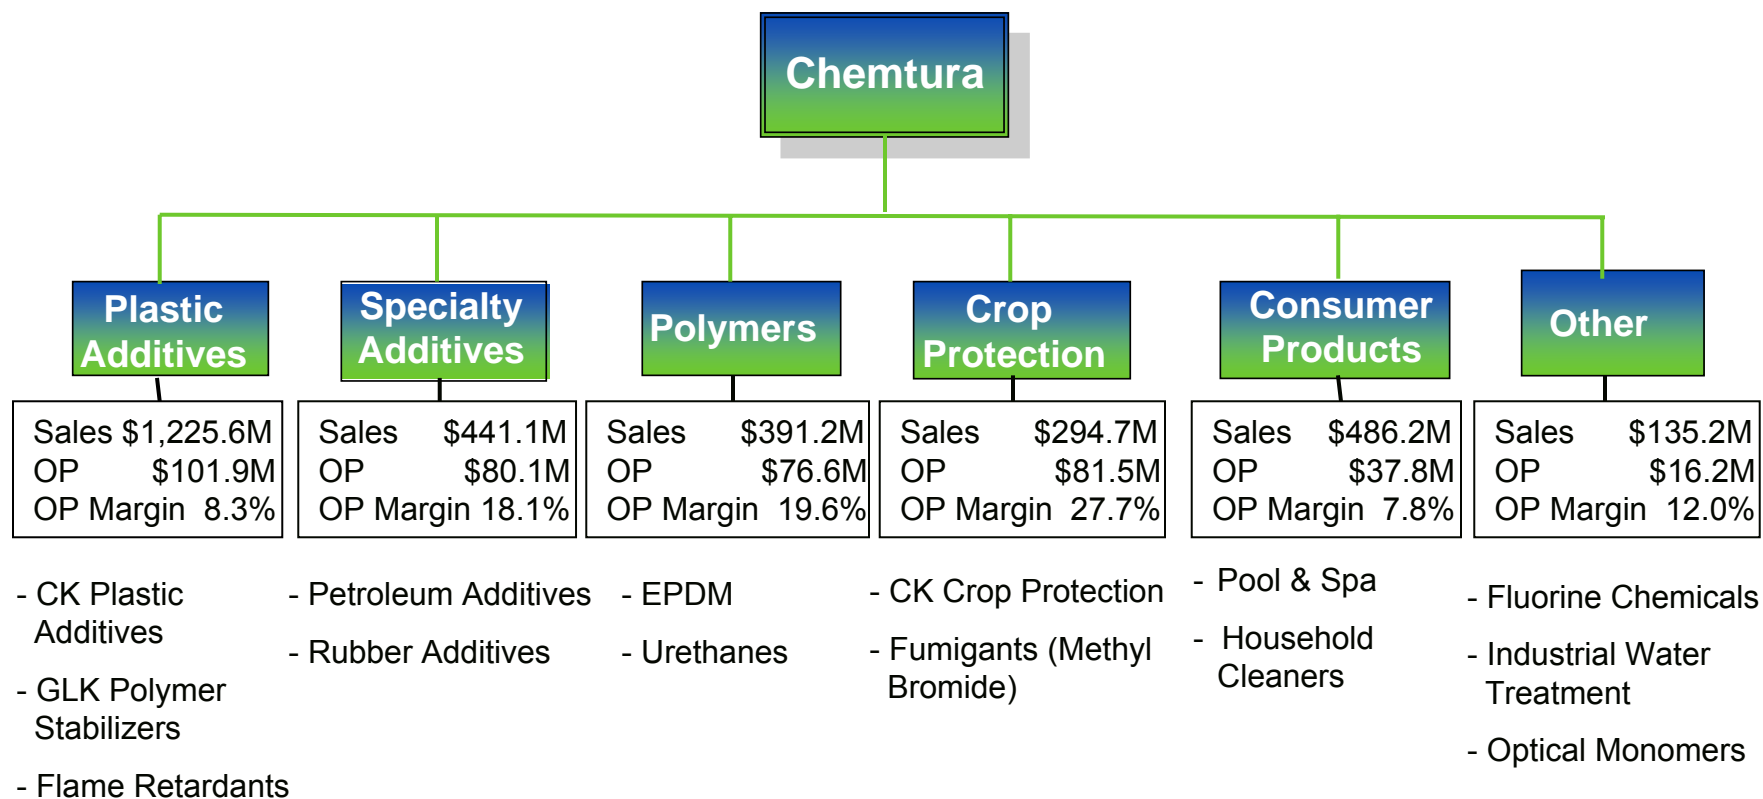 Chemtura
Plastic
Additives
Sales $1,225.6M
OP $101.9M
OP Margin 8.3%
- CK Plastic
Additives
- GLK Polymer
Stabilizers
- Flame Retardants
Specialty
Additives
Sales $441.1M
OP $80.1M
OP Margin 18.1%
- Petroleum Additives
- Rubber Additives
Polymers
Sales $391.2M
OP $76.6M
OP Margin 19.6%
- EPDM
- Urethanes
Crop
Protection
Sales $294.7M
OP $81.5M
OP Margin 27.7%
- CK Crop Protection
- Fumigants (Methyl
Bromide)
Consumer
Products
Sales $486.2M
OP $37.8M
OP Margin 7.8%
- Pool & Spa
- Household
Cleaners
Other
Sales $135.2M
OP $16.2M
OP Margin 12.0%
- Fluorine Chemicals
- Industrial Water
Treatment
- Optical Monomers